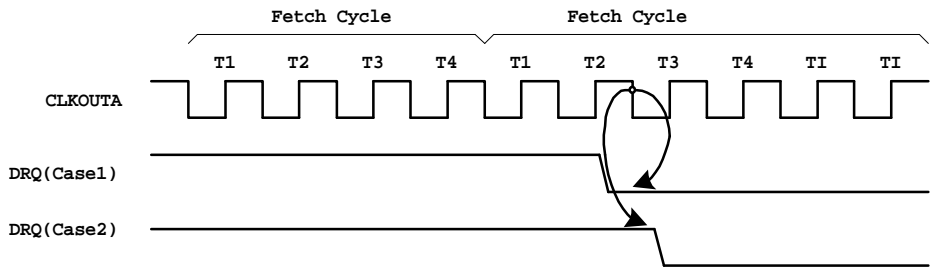 Fetch Cycle Fetch Cycle
T1 T2 T3 T4 T1 T2 T3 T4 TI TI
CLKOUTA
DRQ(Case1)
DRQ(Case2)